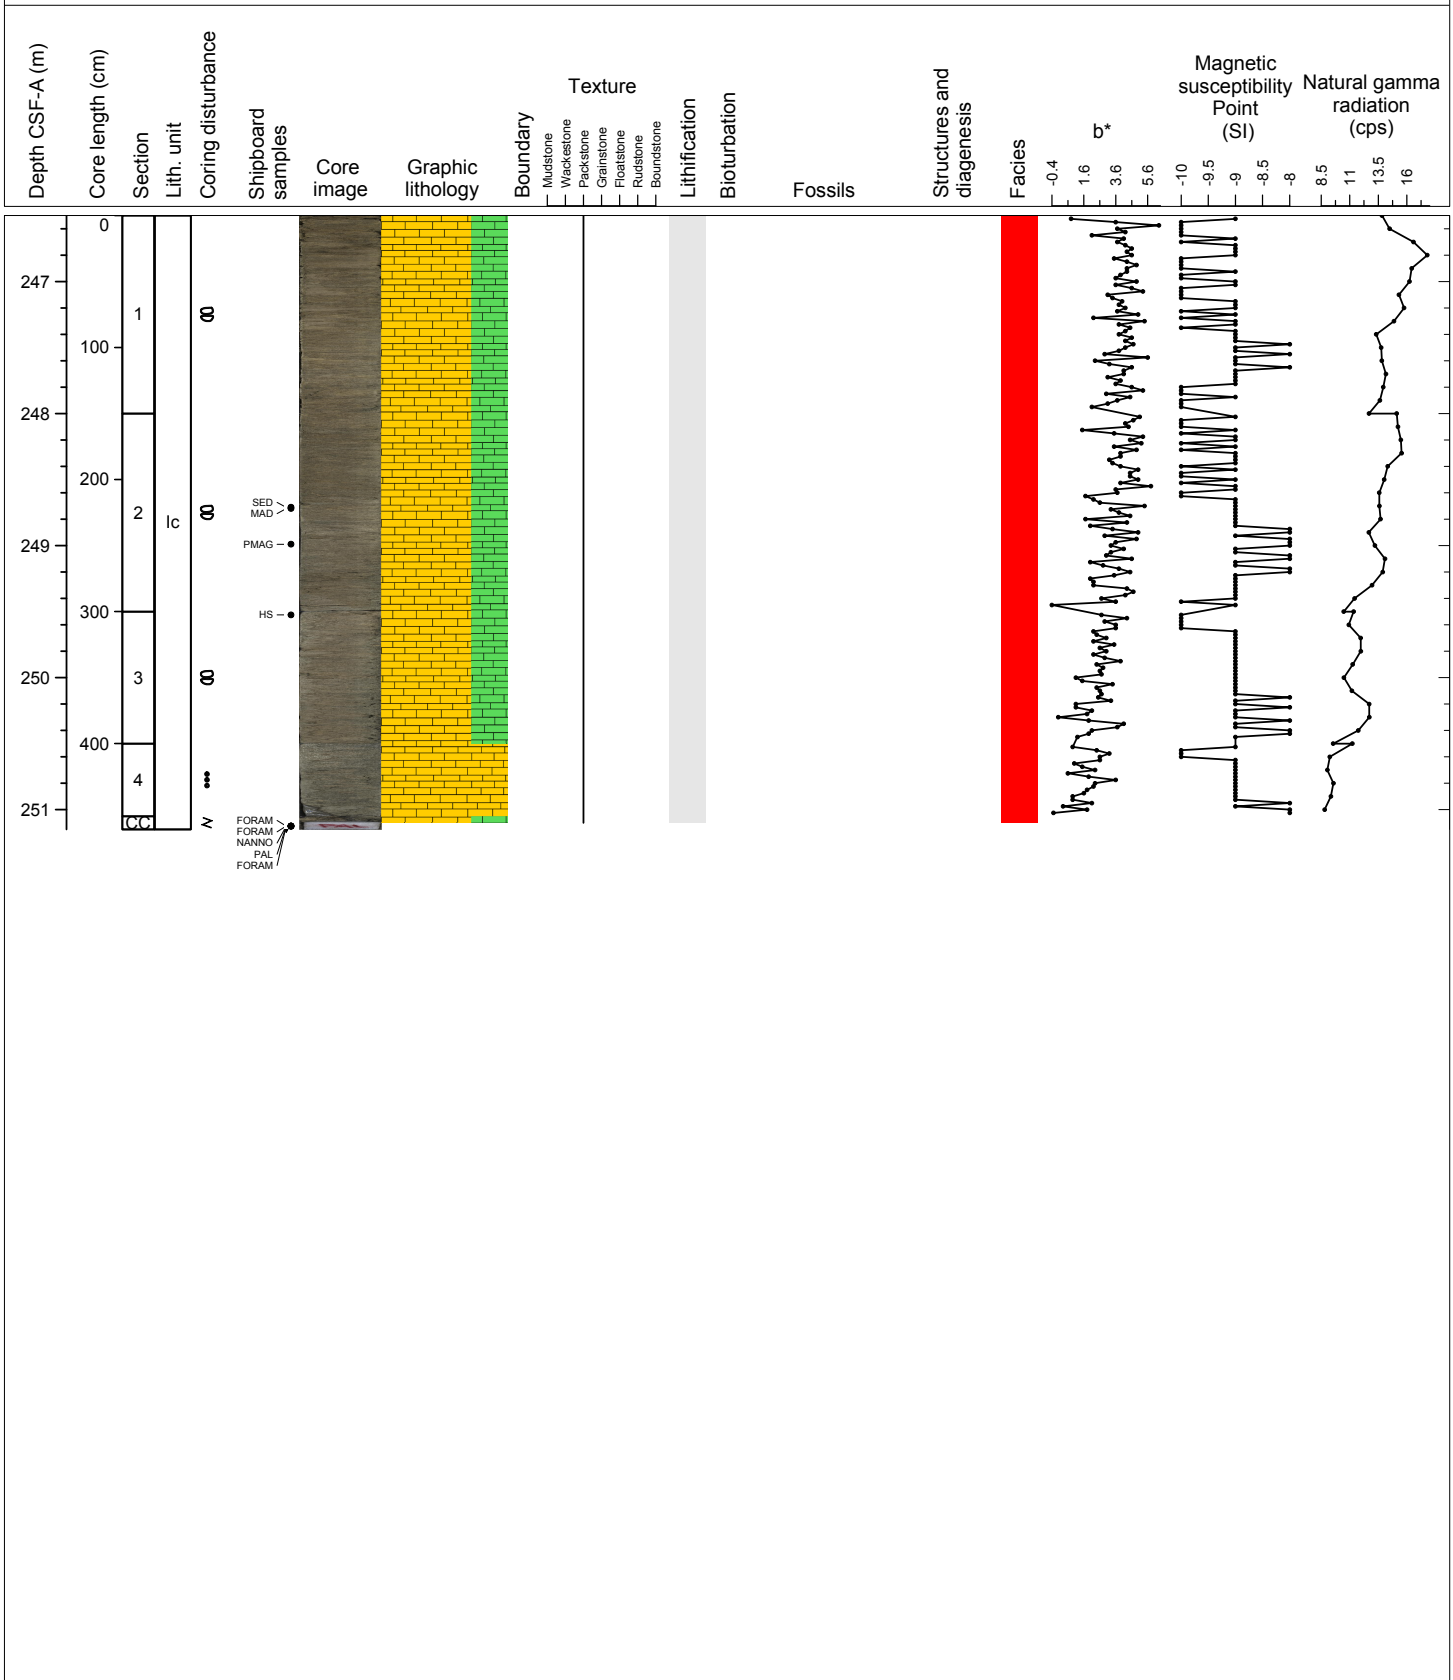 Depth CSF-A (m)
Core length (cm)
Section
Lith. unit
Coring disturbance
Shipboard
samples
Core
image
Graphic
lithology
Boundary
Texture
Mudstone
Wackestone
Packstone
Grainstone
Floatstone
Rudstone
Boundstone
Lithification
Bioturbation
Fossils
Structures and
diagenesis
Facies
b*
-0.4 1.6 3.6 5.6
Magnetic
susceptibility
Point
(SI)
-10 -9.5 -9 -8.5 -8
Natural gamma
radiation
(cps)
8.5 11 13.5 16
247
248
249
250
251
0
100
200
300
400
1
2
3
4
CC
Ic
SED
MAD
PMAG
HS
FORAM
FORAM
NANNO
PAL
FORAM